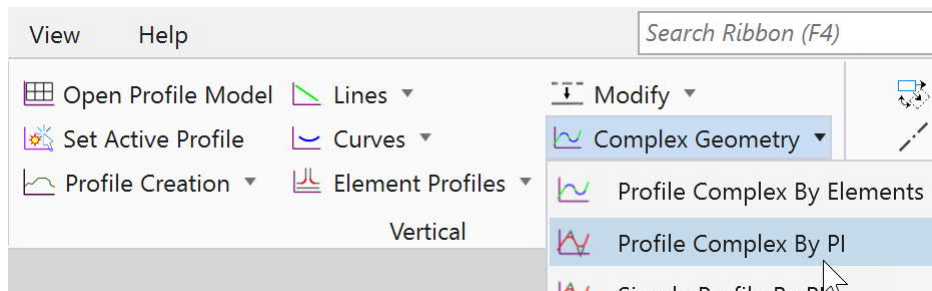 View Help Search Ribbon (F4)
Open Profile Model Lines Modify
Set Active Profile Curves Complex Geometry
Profile Creation Element Profiles
Profile Complex By Elements
Vertical
Profile Complex By PI